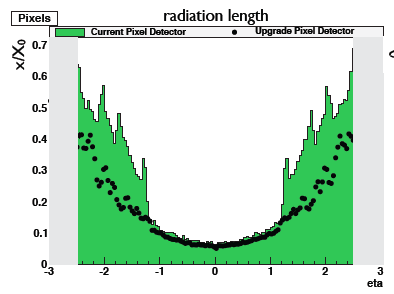 Pixels
radiation length
Current Pixel Detector
Upgrade Pixel Detector
x/X0
0.7
0.6
0.5
0.4
0.3
0.2
0.1
0
-3 -2 -1 0 1 2 3
eta